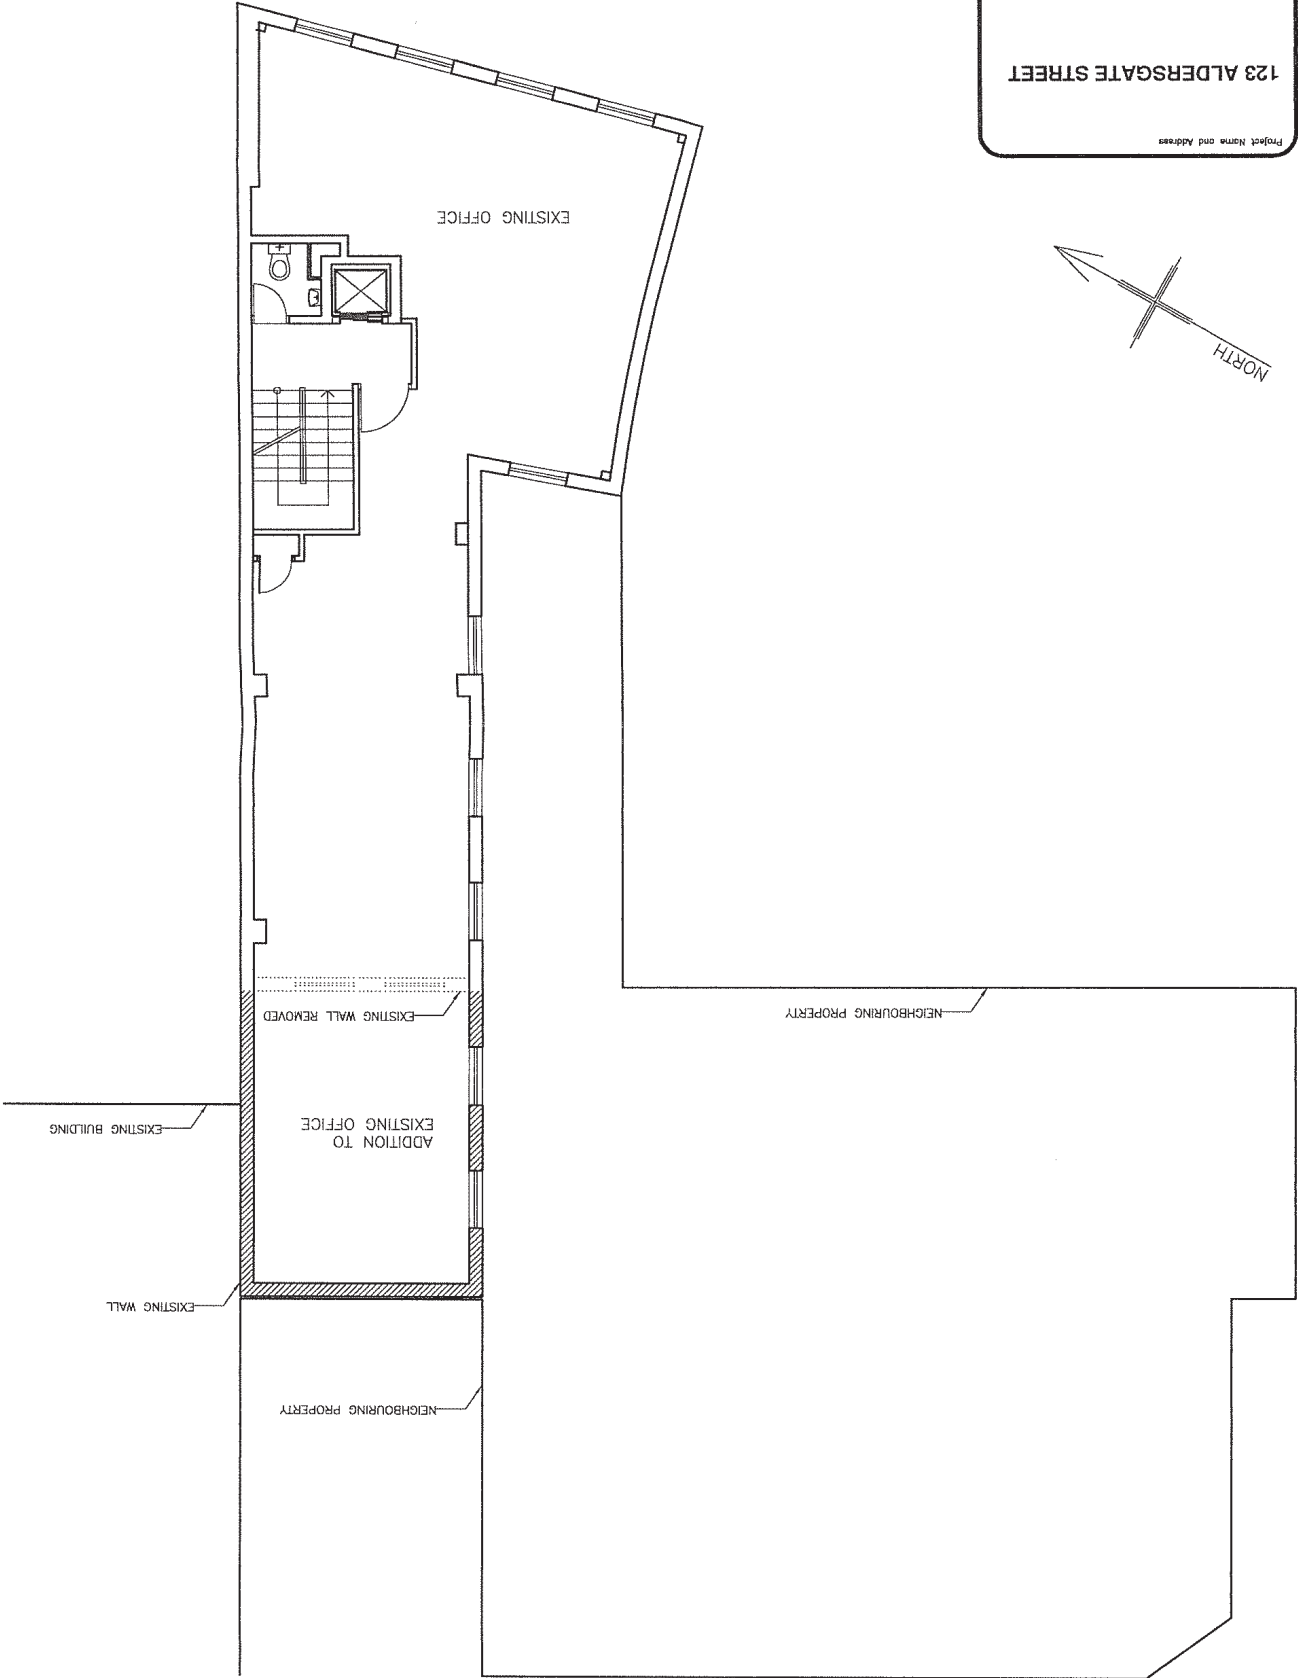 NEIGHBOURING PROPERTY
EXISTING WALL
ADDITION TO
EXISTING OFFICE
EXISTING BUILDING
EXISTING WALL REMOVED
NEIGHBOURING PROPERTY
NORTH
EXISTING OFFICE
Project Name and Address
123 ALDERSGATE STREET